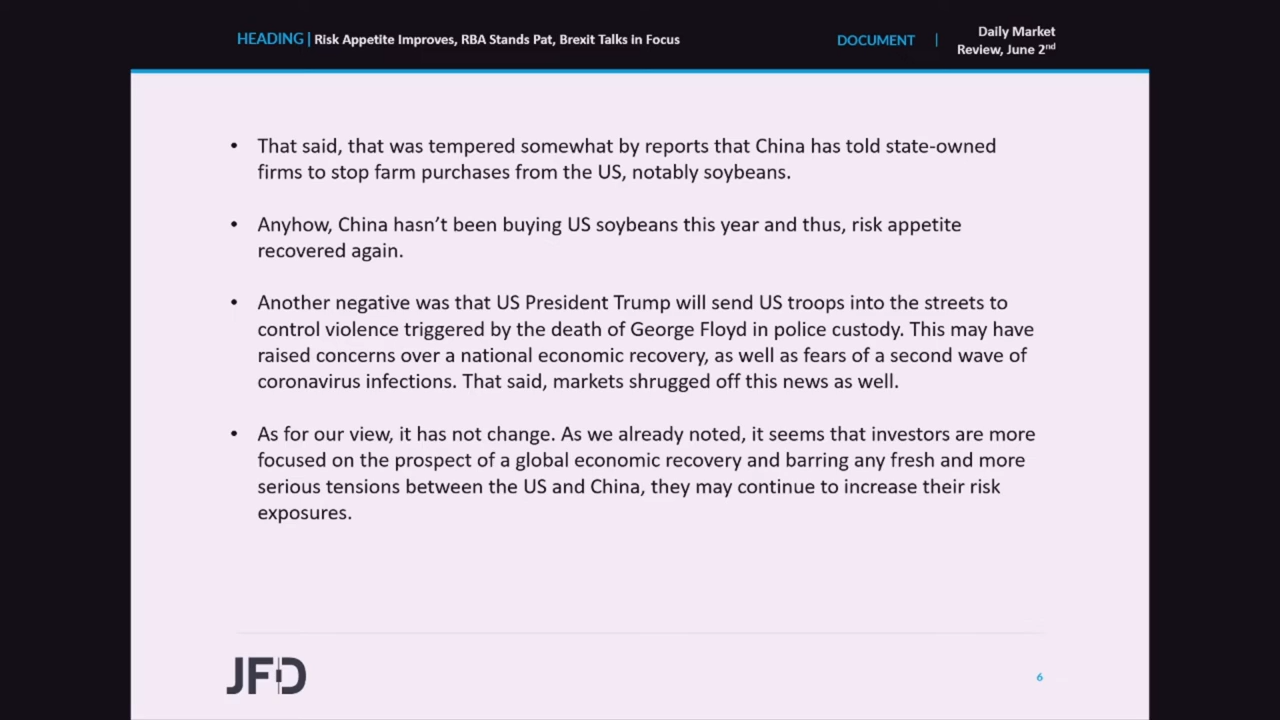 HEADING | Risk Appetite Improves, RBA Stands Pat, Brexit Talks in Focus
DOCUMENT | Daily Market
Review, June 2nd
• That said, that was tempered somewhat by reports that China has told state-owned
firms to stop farm purchases from the US, notably soybeans.
• Anyhow, China hasn’t been buying US soybeans this year and thus, risk appetite
recovered again.
• Another negative was that US President Trump will send US troops into the streets to
control violence triggered by the death of George Floyd in police custody. This may have
raised concerns over a national economic recovery, as well as fears of a second wave of
coronavirus infections. That said, markets shrugged off this news as well.
• As for our view, it has not change. As we already noted, it seems that investors are more
focused on the prospect of a global economic recovery and barring any fresh and more
serious tensions between the US and China, they may continue to increase their risk
exposures.
JFD
6